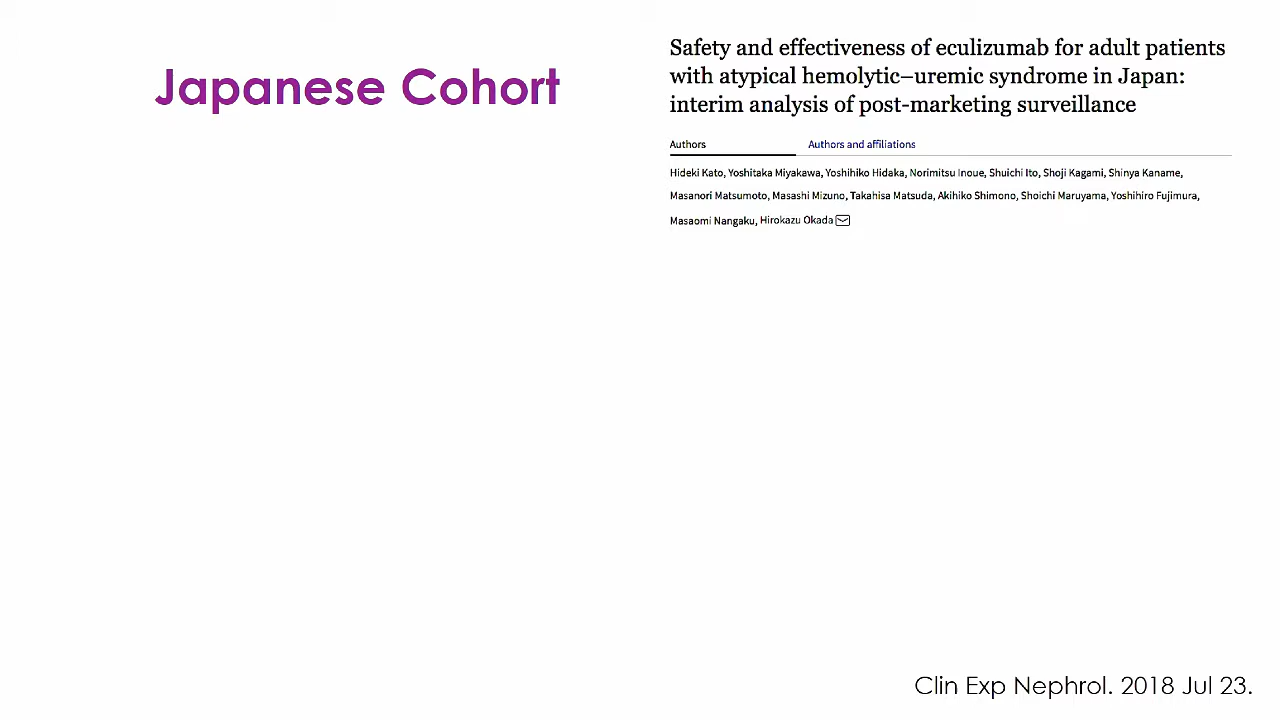 Japanese Cohort
Safety and effectiveness of eculizumab for adult patients
with atypical hemolytic–uremic syndrome in Japan:
interim analysis of post-marketing surveillance
Authors
Authors and affiliations
Hideki Kato, Yoshitaka Miyakawa, Yoshihiko Hidaka, Norimitsu Inoue, Shuichi Ito, Shoji Kagami, Shinya Kaname,
Masanori Matsumoto, Masashi Mizuno, Takahisa Matsuda, Akihiko Shimono, Shoichi Maruyama, Yoshihiro Fujimura,
Masaomi Nangaku, Hirokazu Okada
Clin Exp Nephrol. 2018 Jul 23.